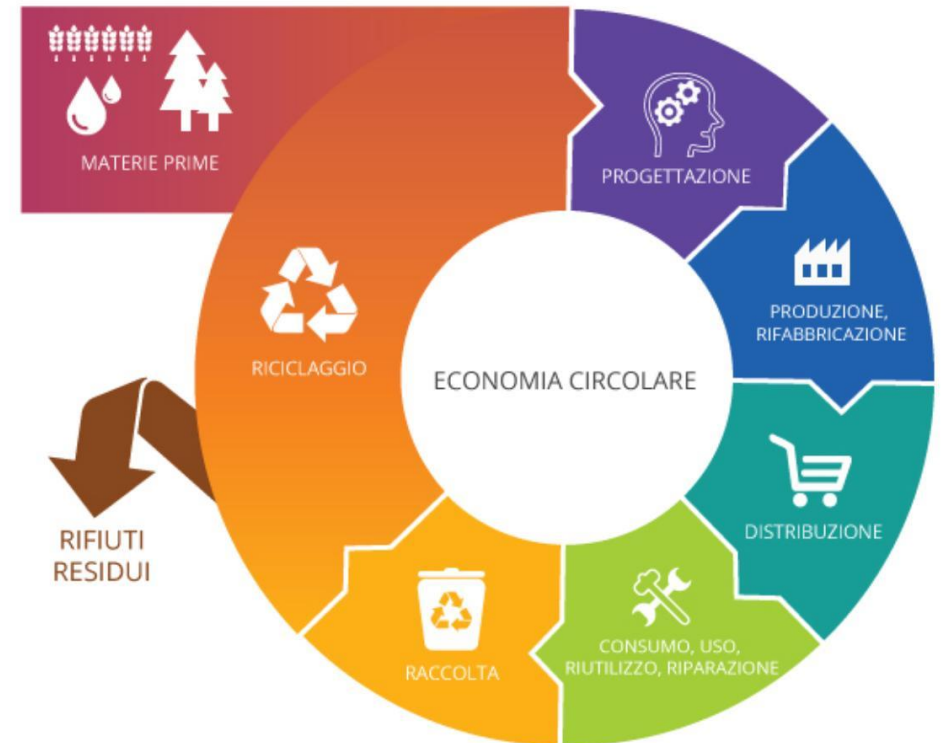 MATERIE PRIME
PROGETTAZIONE
PRODUZIONE,
RIFABBRICAZIONE
RICICLAGGIO
ECONOMIA CIRCOLARE
DISTRIBUZIONE
RIFIUTI
RESIDUI
CONSUMO, USO,
RIUTILIZZO, RIPARAZIONE
RACCOLTA